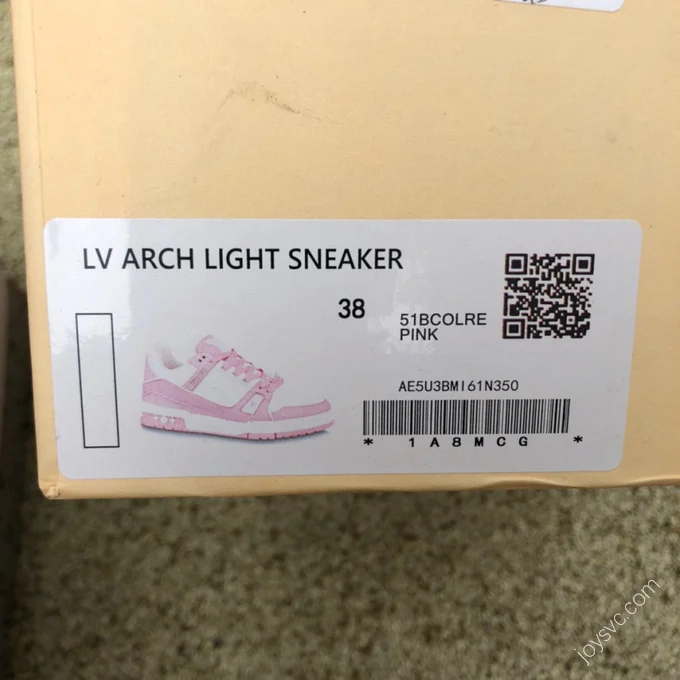 LV ARCH LIGHT SNEAKER
38
51BCOLRE
PINK
AE5U3BMI61N350
* 1A8MCG *
joysvc.com